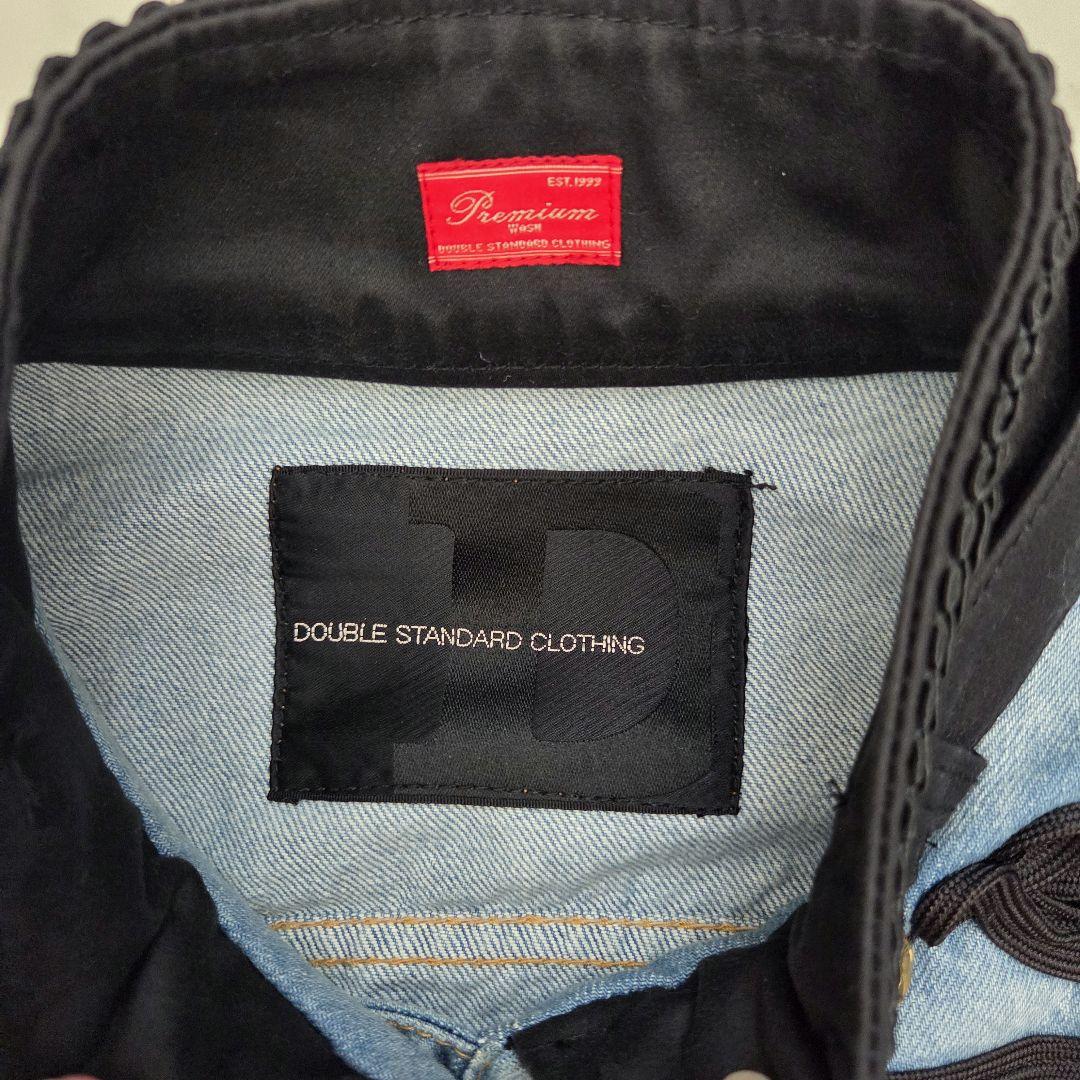 EST. 1999
Premium
WASH
DOUBLE STANDARD CLOTHING
DOUBLE STANDARD CLOTHING
D